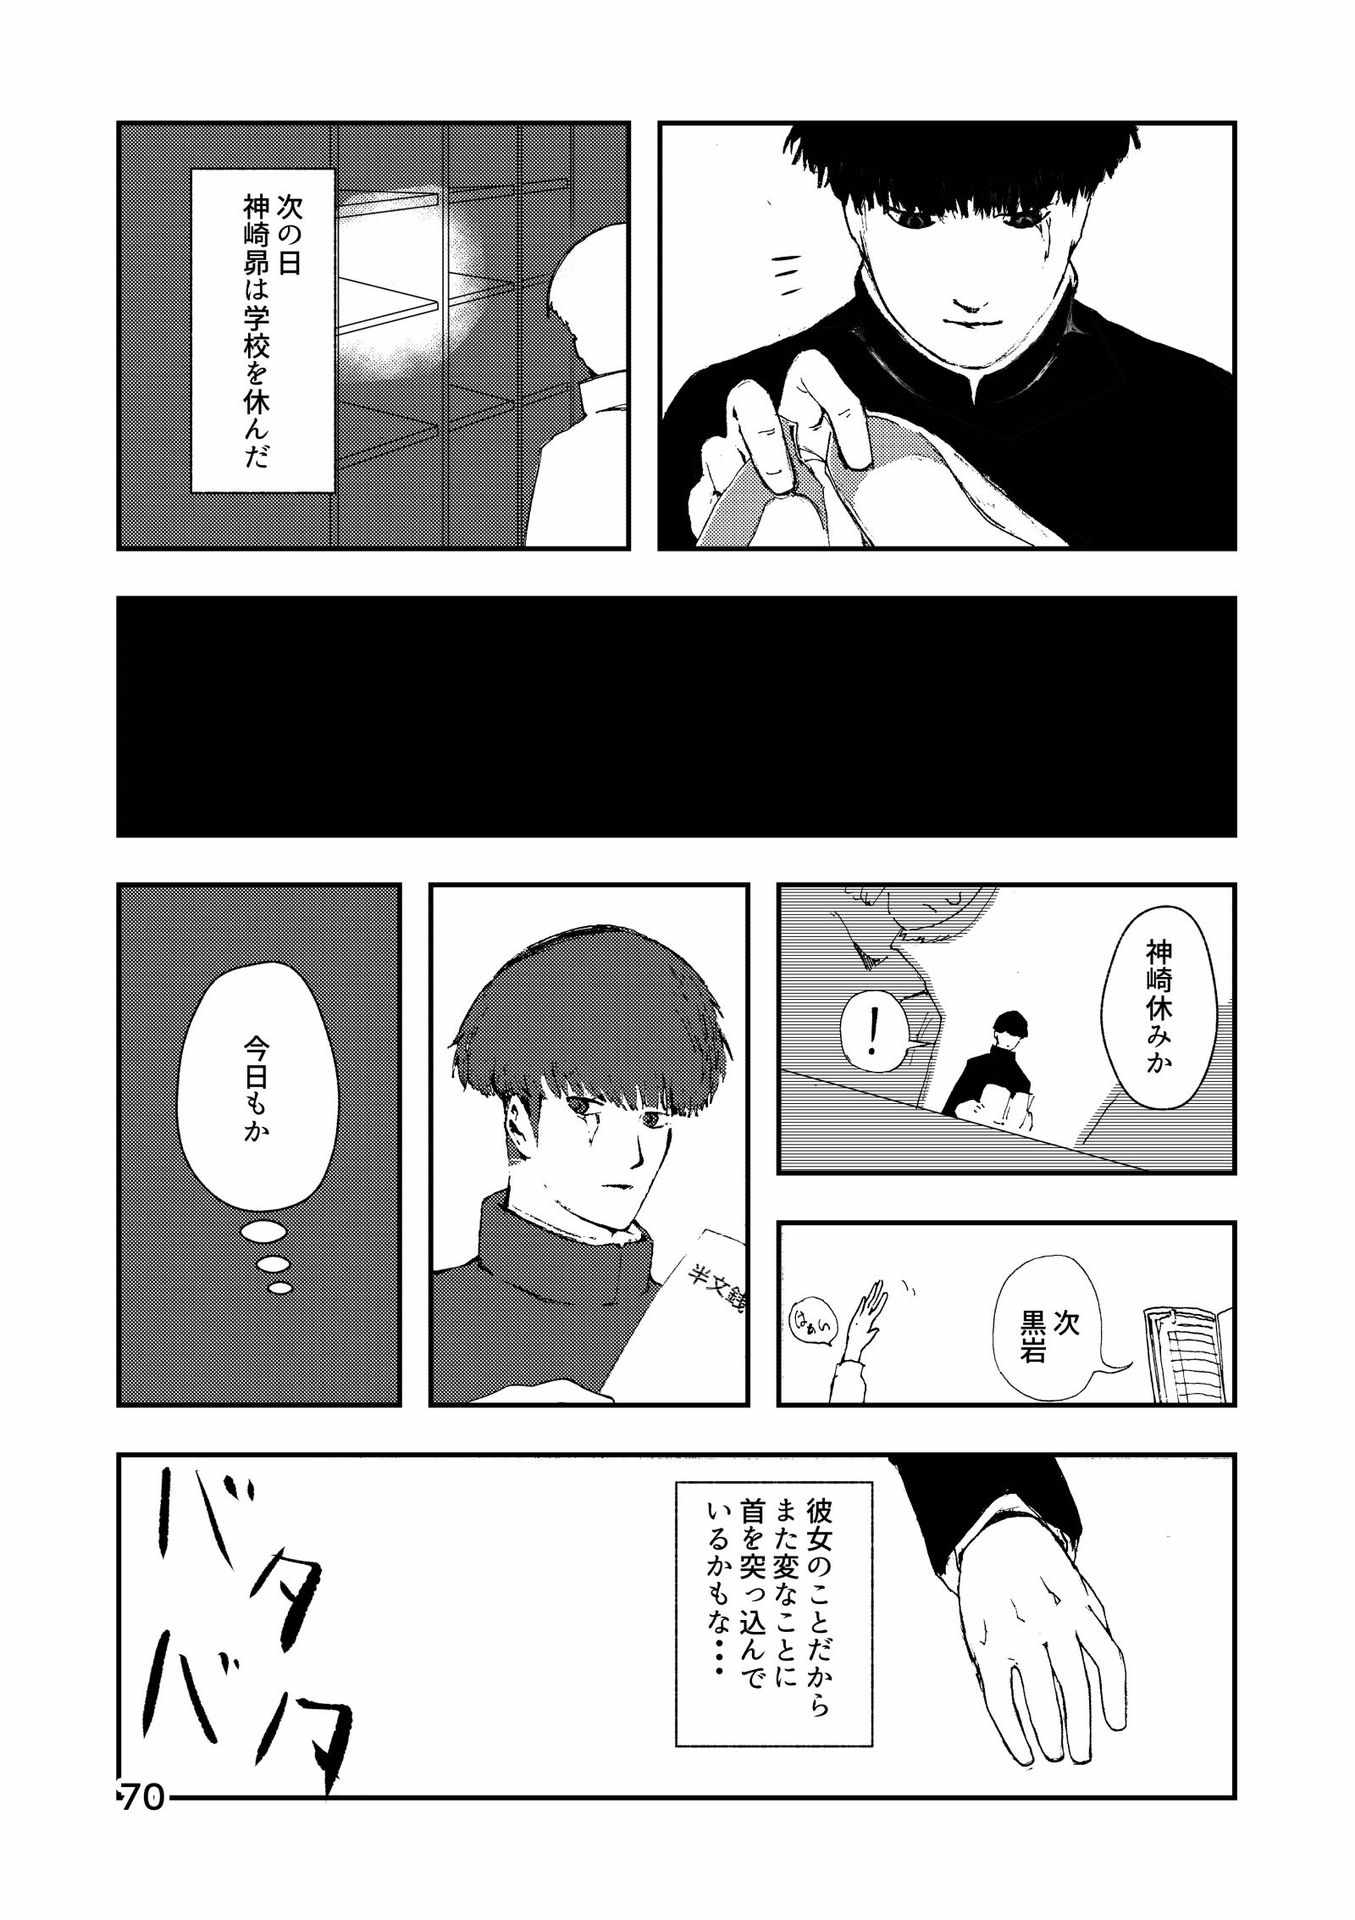 次の日
神崎昴は学校を休んだ
神崎休みか
!
次
黒岩
はぁい
半文銭
今日もか
彼女のことだから
また変なことに
首を突っ込んで
いるかもな・・・
バタ
バタ
70